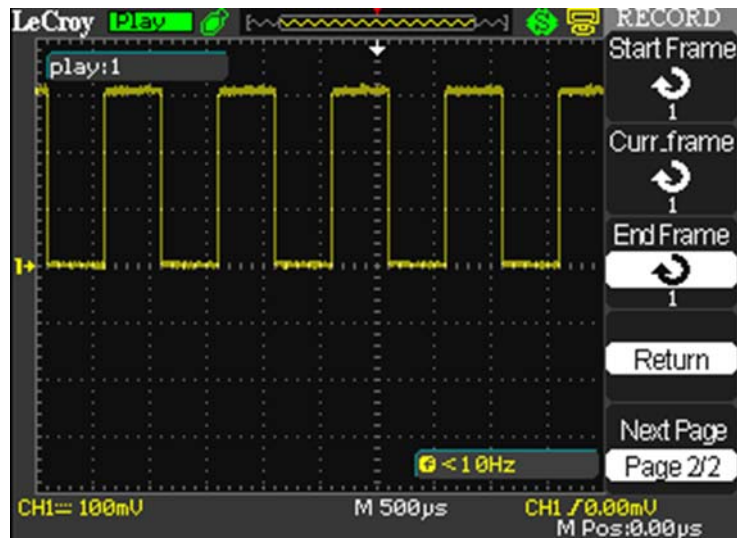 LeCroy Play S RECORD
play:1
Start Frame
1
Curr_frame
1
End Frame
1
Return
Next Page
Page 2/2
1
f <10Hz
CH1 100mV M 500µs CH1 0.00mV
M Pos:0.00µs